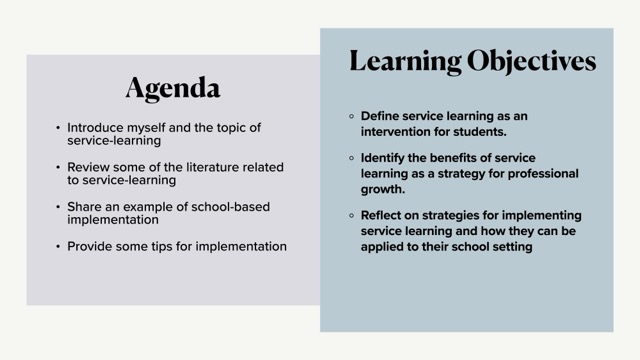 Agenda
• Introduce myself and the topic of
service-learning
• Review some of the literature related
to service-learning
• Share an example of school-based
implementation
• Provide some tips for implementation
Learning Objectives
◦ Define service learning as an
intervention for students.
◦ Identify the benefits of service
learning as a strategy for professional
growth.
◦ Reflect on strategies for implementing
service learning and how they can be
applied to their school setting